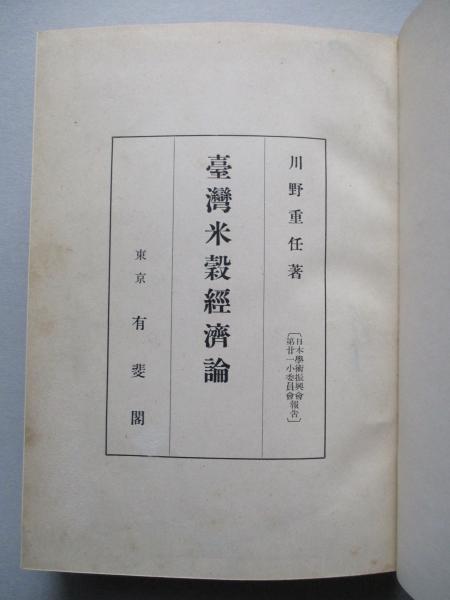 川野重任著
〔日本學術振興會
第廿一小委員會報告〕
臺灣米穀經濟論
東京 有斐閣